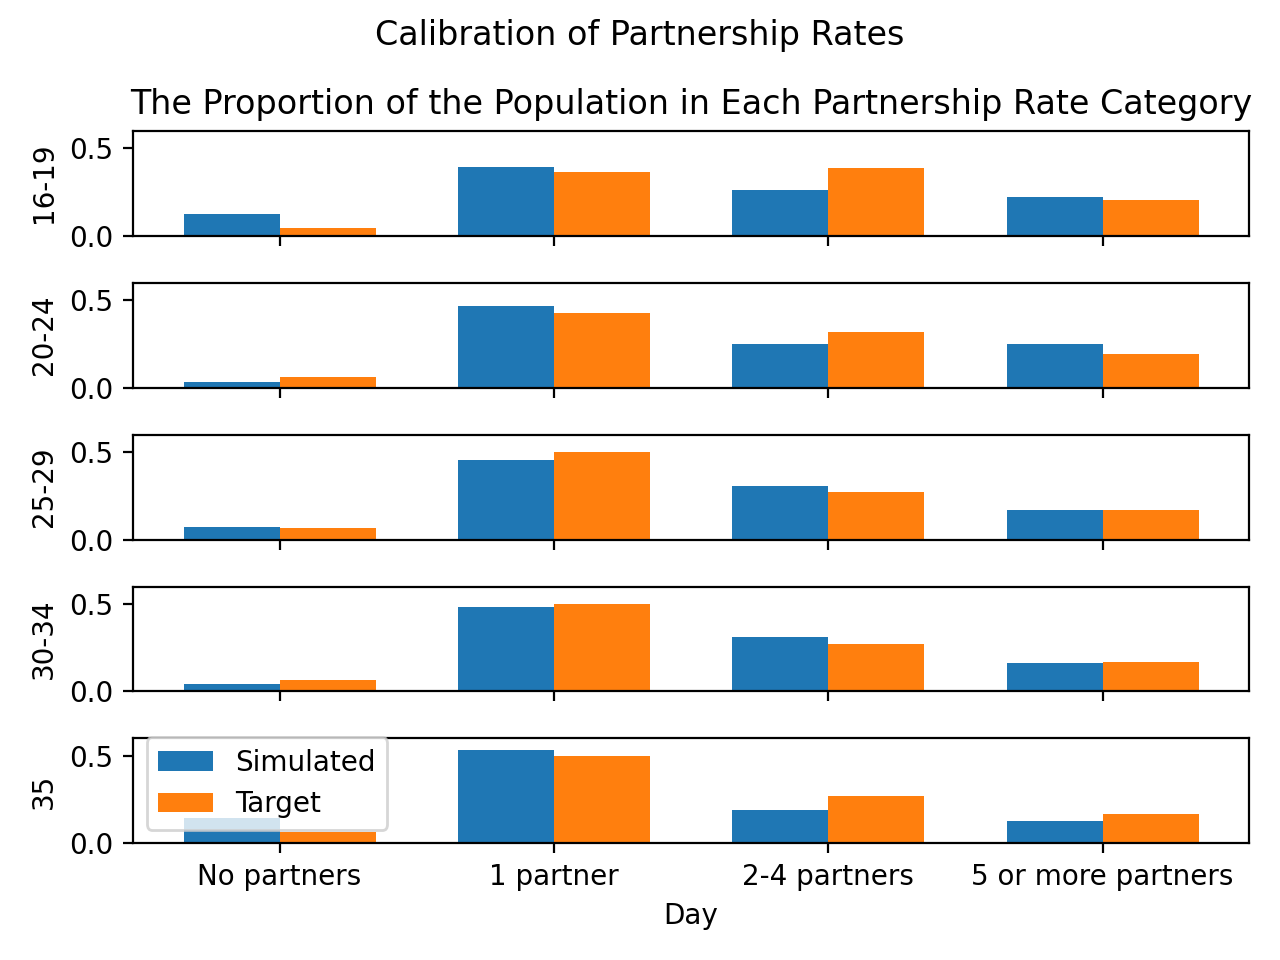 Calibration of Partnership Rates
The Proportion of the Population in Each Partnership Rate Category
16-19
0.5
0.0
20-24
0.5
0.0
25-29
0.5
0.0
30-34
0.5
0.0
35
0.5
0.0
Simulated
Target
No partners
1 partner
2-4 partners
5 or more partners
Day